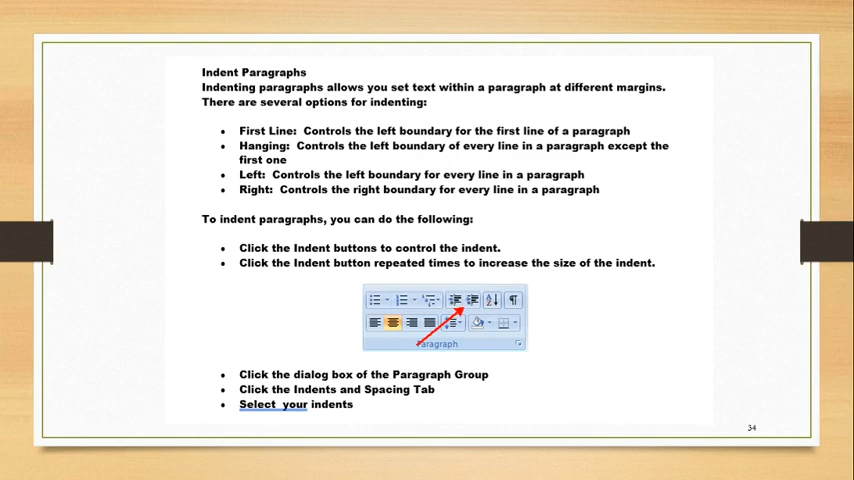 Indent Paragraphs
Indenting paragraphs allows you set text within a paragraph at different margins.
There are several options for indenting:
• First Line: Controls the left boundary for the first line of a paragraph
• Hanging: Controls the left boundary of every line in a paragraph except the
first one
• Left: Controls the left boundary for every line in a paragraph
• Right: Controls the right boundary for every line in a paragraph
To indent paragraphs, you can do the following:
• Click the Indent buttons to control the indent.
• Click the Indent button repeated times to increase the size of the indent.
Paragraph
• Click the dialog box of the Paragraph Group
• Click the Indents and Spacing Tab
• Select your indents
34